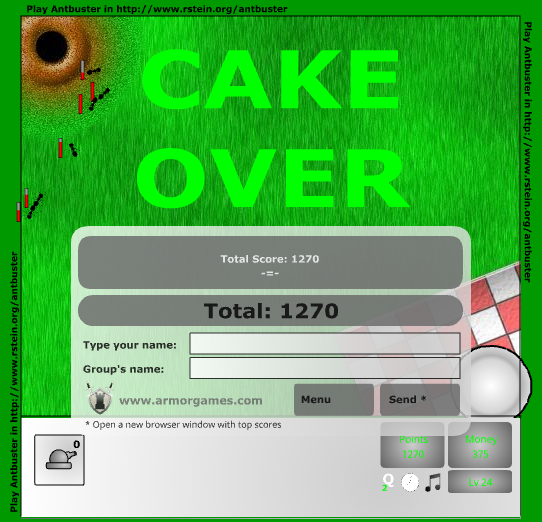 Play Antbuster in http://www.rstein.org/antbuster
Play Antbuster in http://www.rstein.org/antbuster
CAKE
OVER
Total Score: 1270
-=-
Total: 1270
Type your name:
Group's name:
www.armorgames.com
Menu
Send *
* Open a new browser window with top scores
Play Antbuster in http://www.rstein.org/antbuster
0
Points
1270
Money
375
Q
2
Lv 24